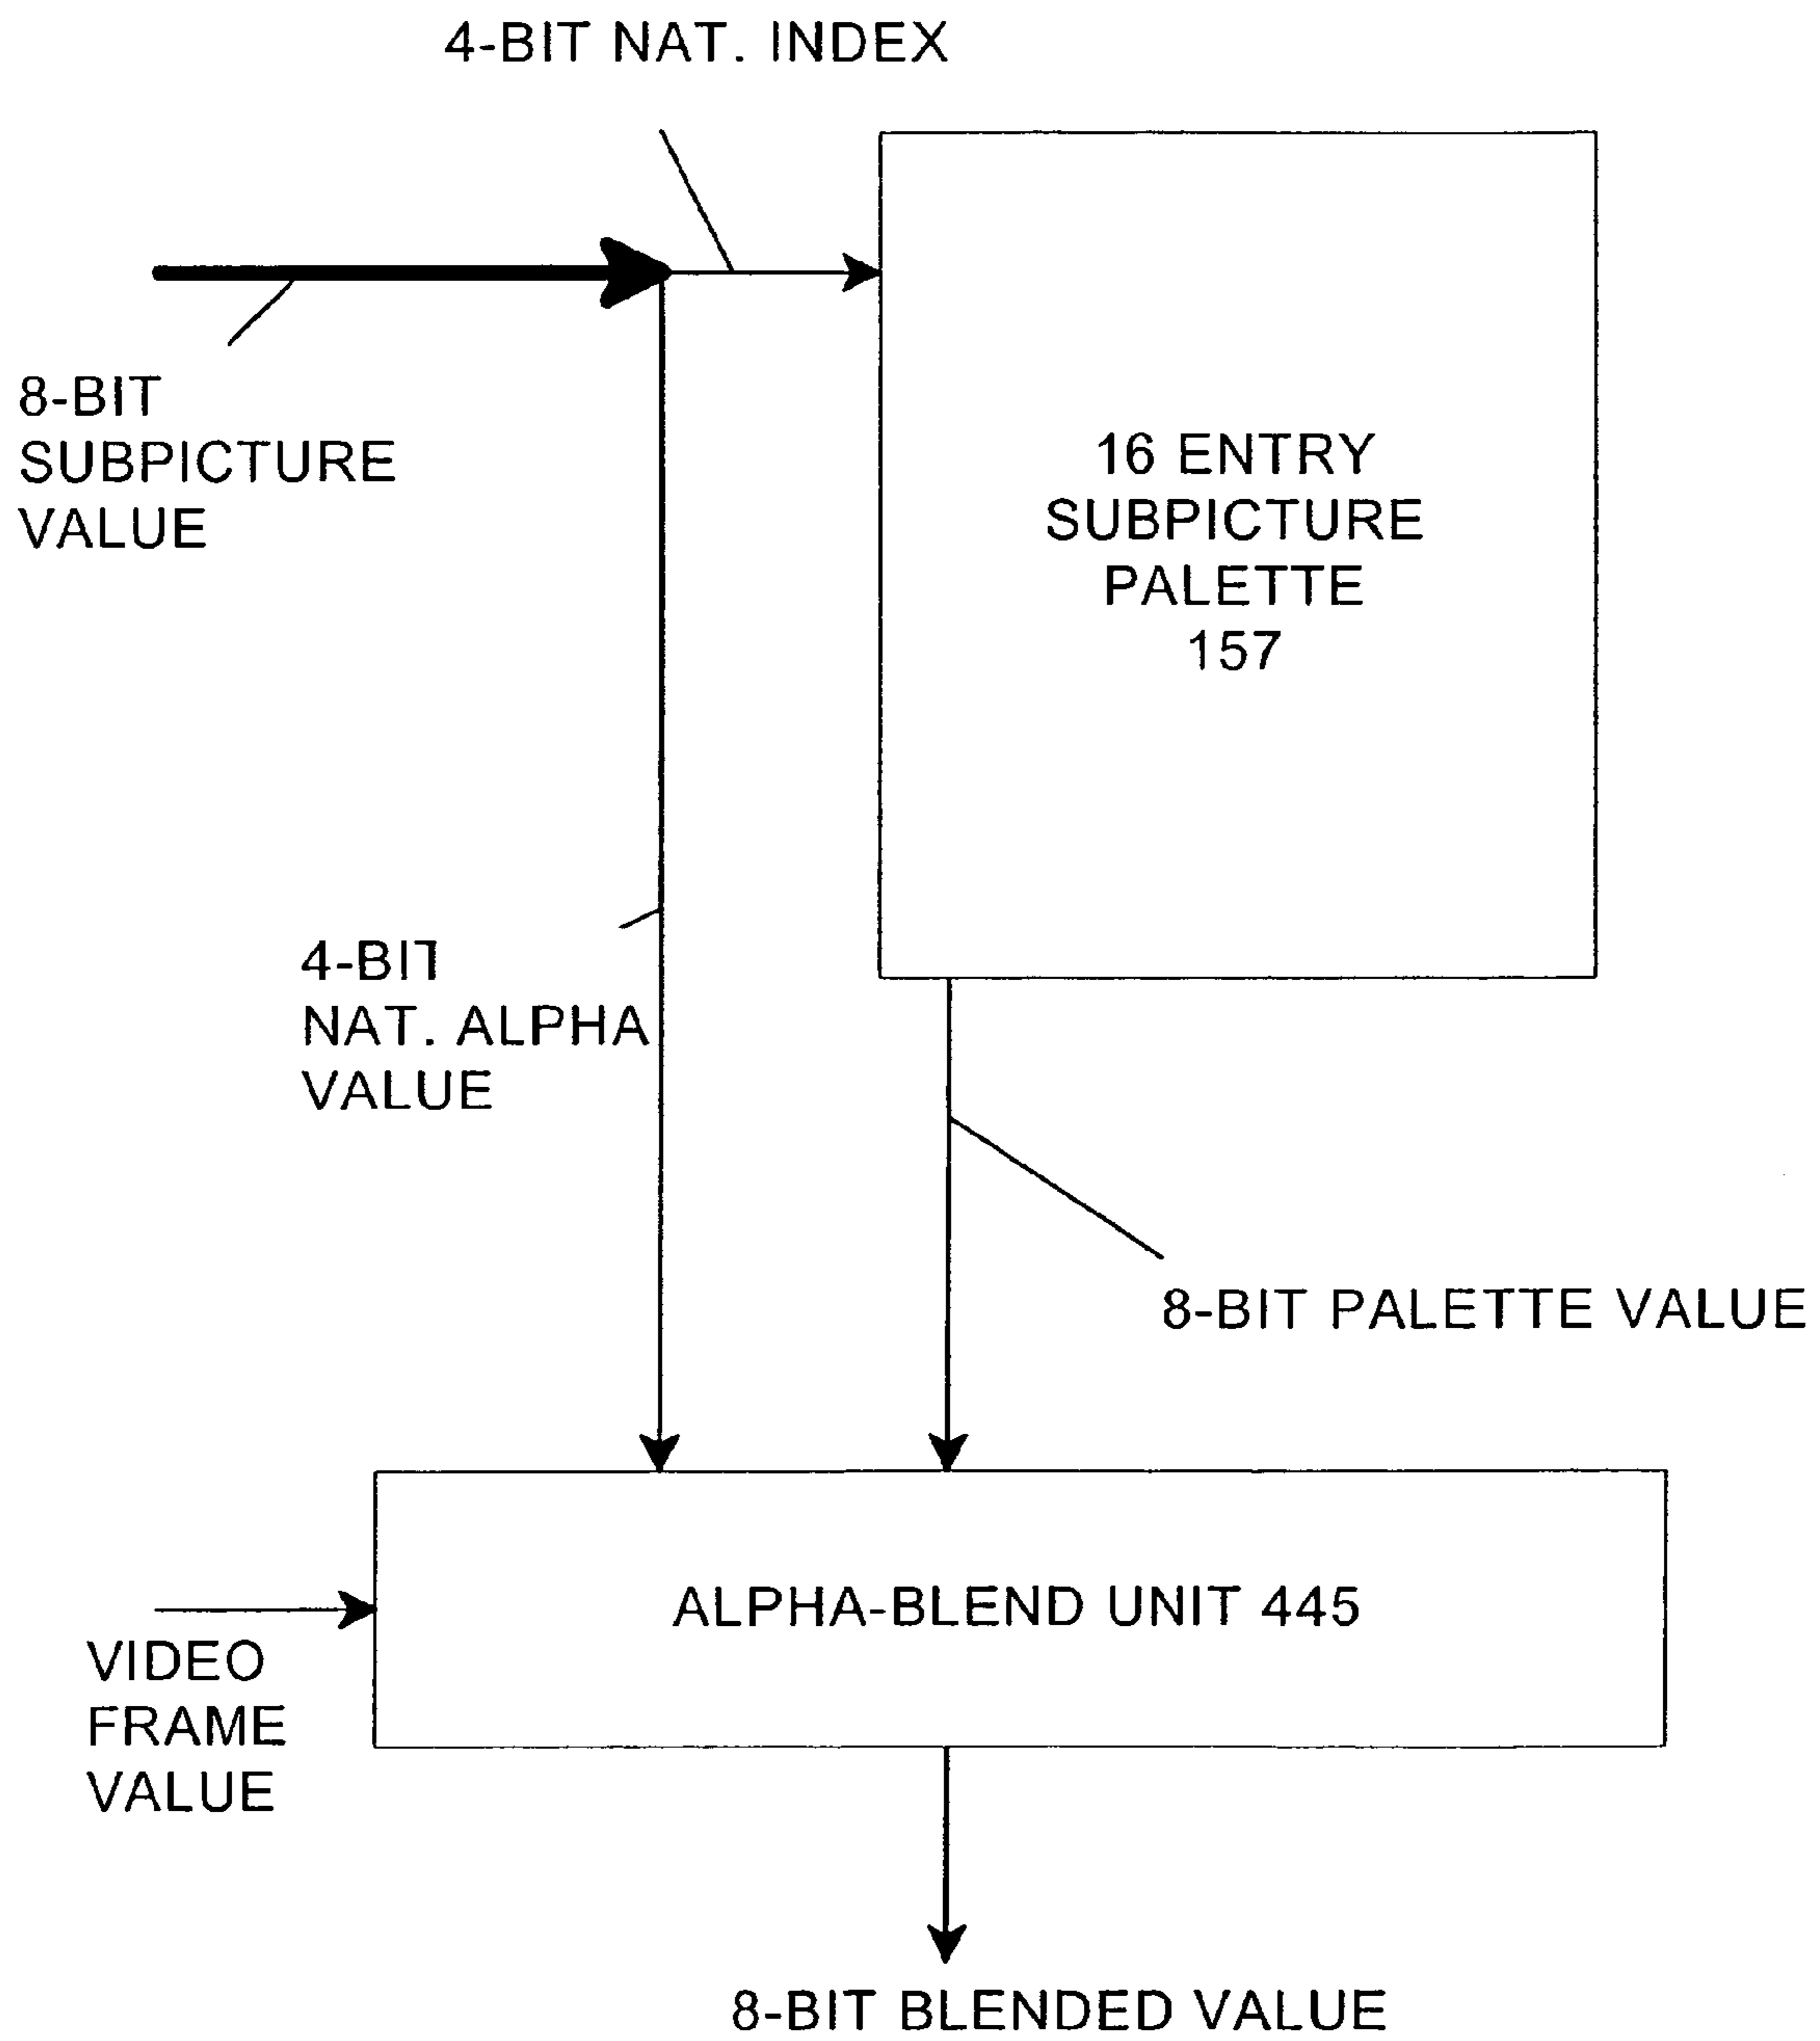 4-BIT NAT. INDEX
8-BIT
SUBPICTURE
VALUE
16 ENTRY
SUBPICTURE
PALETTE
157
4-BIT
NAT. ALPHA
VALUE
8-BIT PALETTE VALUE
ALPHA-BLEND UNIT 445
VIDEO
FRAME
VALUE
8-BIT BLENDED VALUE